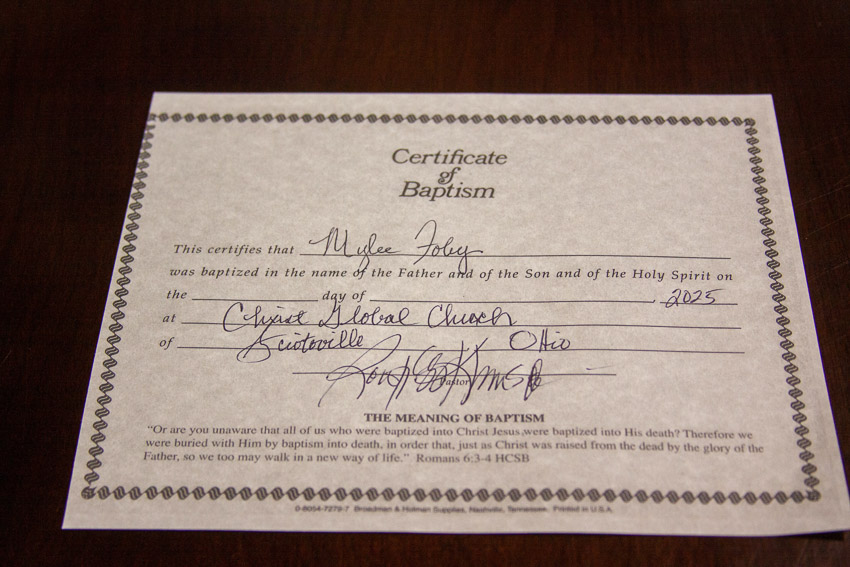 Certificate
of
Baptism
This certifies that Mylee Foley
was baptized in the name of the Father and of the Son and of the Holy Spirit on
the day of , 2025
at Christ Global Church
of Sciotoville Ohio
Pastor
THE MEANING OF BAPTISM
“Or are you unaware that all of us who were baptized into Christ Jesus were baptized into His death? Therefore we
were buried with Him by baptism into death, in order that, just as Christ was raised from the dead by the glory of the
Father, so we too may walk in a new way of life.” Romans 6:3-4 HCSB
0-8054-7279-7 Broadman & Holman Supplies, Nashville, Tennessee, Printed in U.S.A.